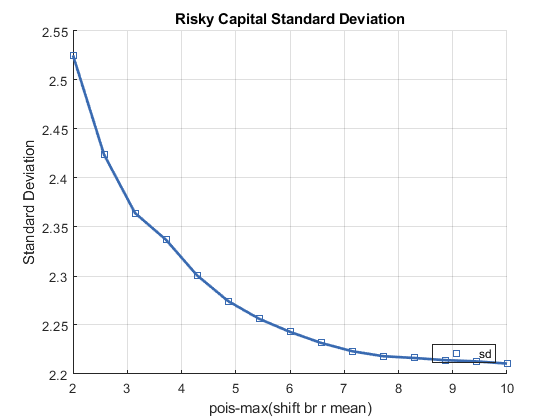 Risky Capital Standard Deviation
2.55
2.5
2.45
2.4
2.35
2.3
2.25
2.2
Standard Deviation
sd
2 3 4 5 6 7 8 9 10
pois-max(shift br r mean)